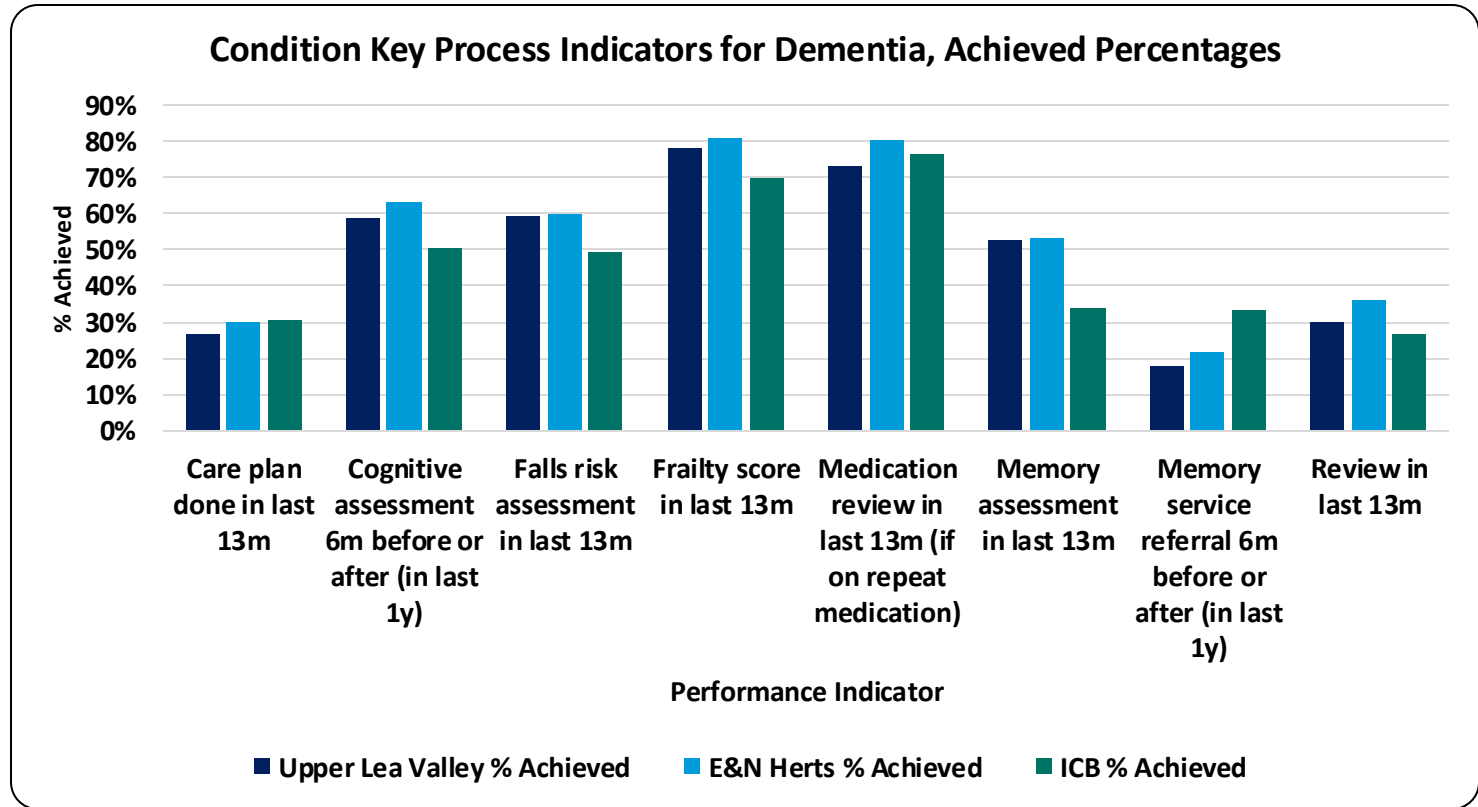 Condition Key Process Indicators for Dementia, Achieved Percentages
90%
80%
70%
60%
50%
40%
30%
20%
10%
0%
% Achieved
Care plan
done in last
13m
Cognitive
assessment
6m before or
after (in last
1y)
Falls risk
assessment
in last 13m
Frailty score
in last 13m
Medication
review in
last 13m (if
on repeat
medication)
Memory
assessment
in last 13m
Memory
service
referral 6m
before or
after (in last
1y)
Review in
last 13m
Performance Indicator
Upper Lea Valley % Achieved
E&N Herts % Achieved
ICB % Achieved